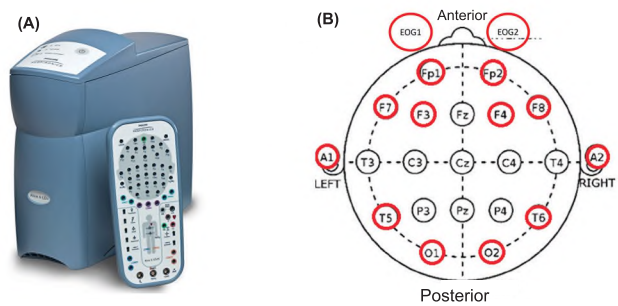 (A)
(B)
Anterior
EOG1
EOG2
Fp1
Fp2
F7
F3
Fz
F4
F8
A1
T3
C3
Cz
C4
T4
A2
LEFT
RIGHT
T5
P3
Pz
P4
T6
O1
O2
Posterior